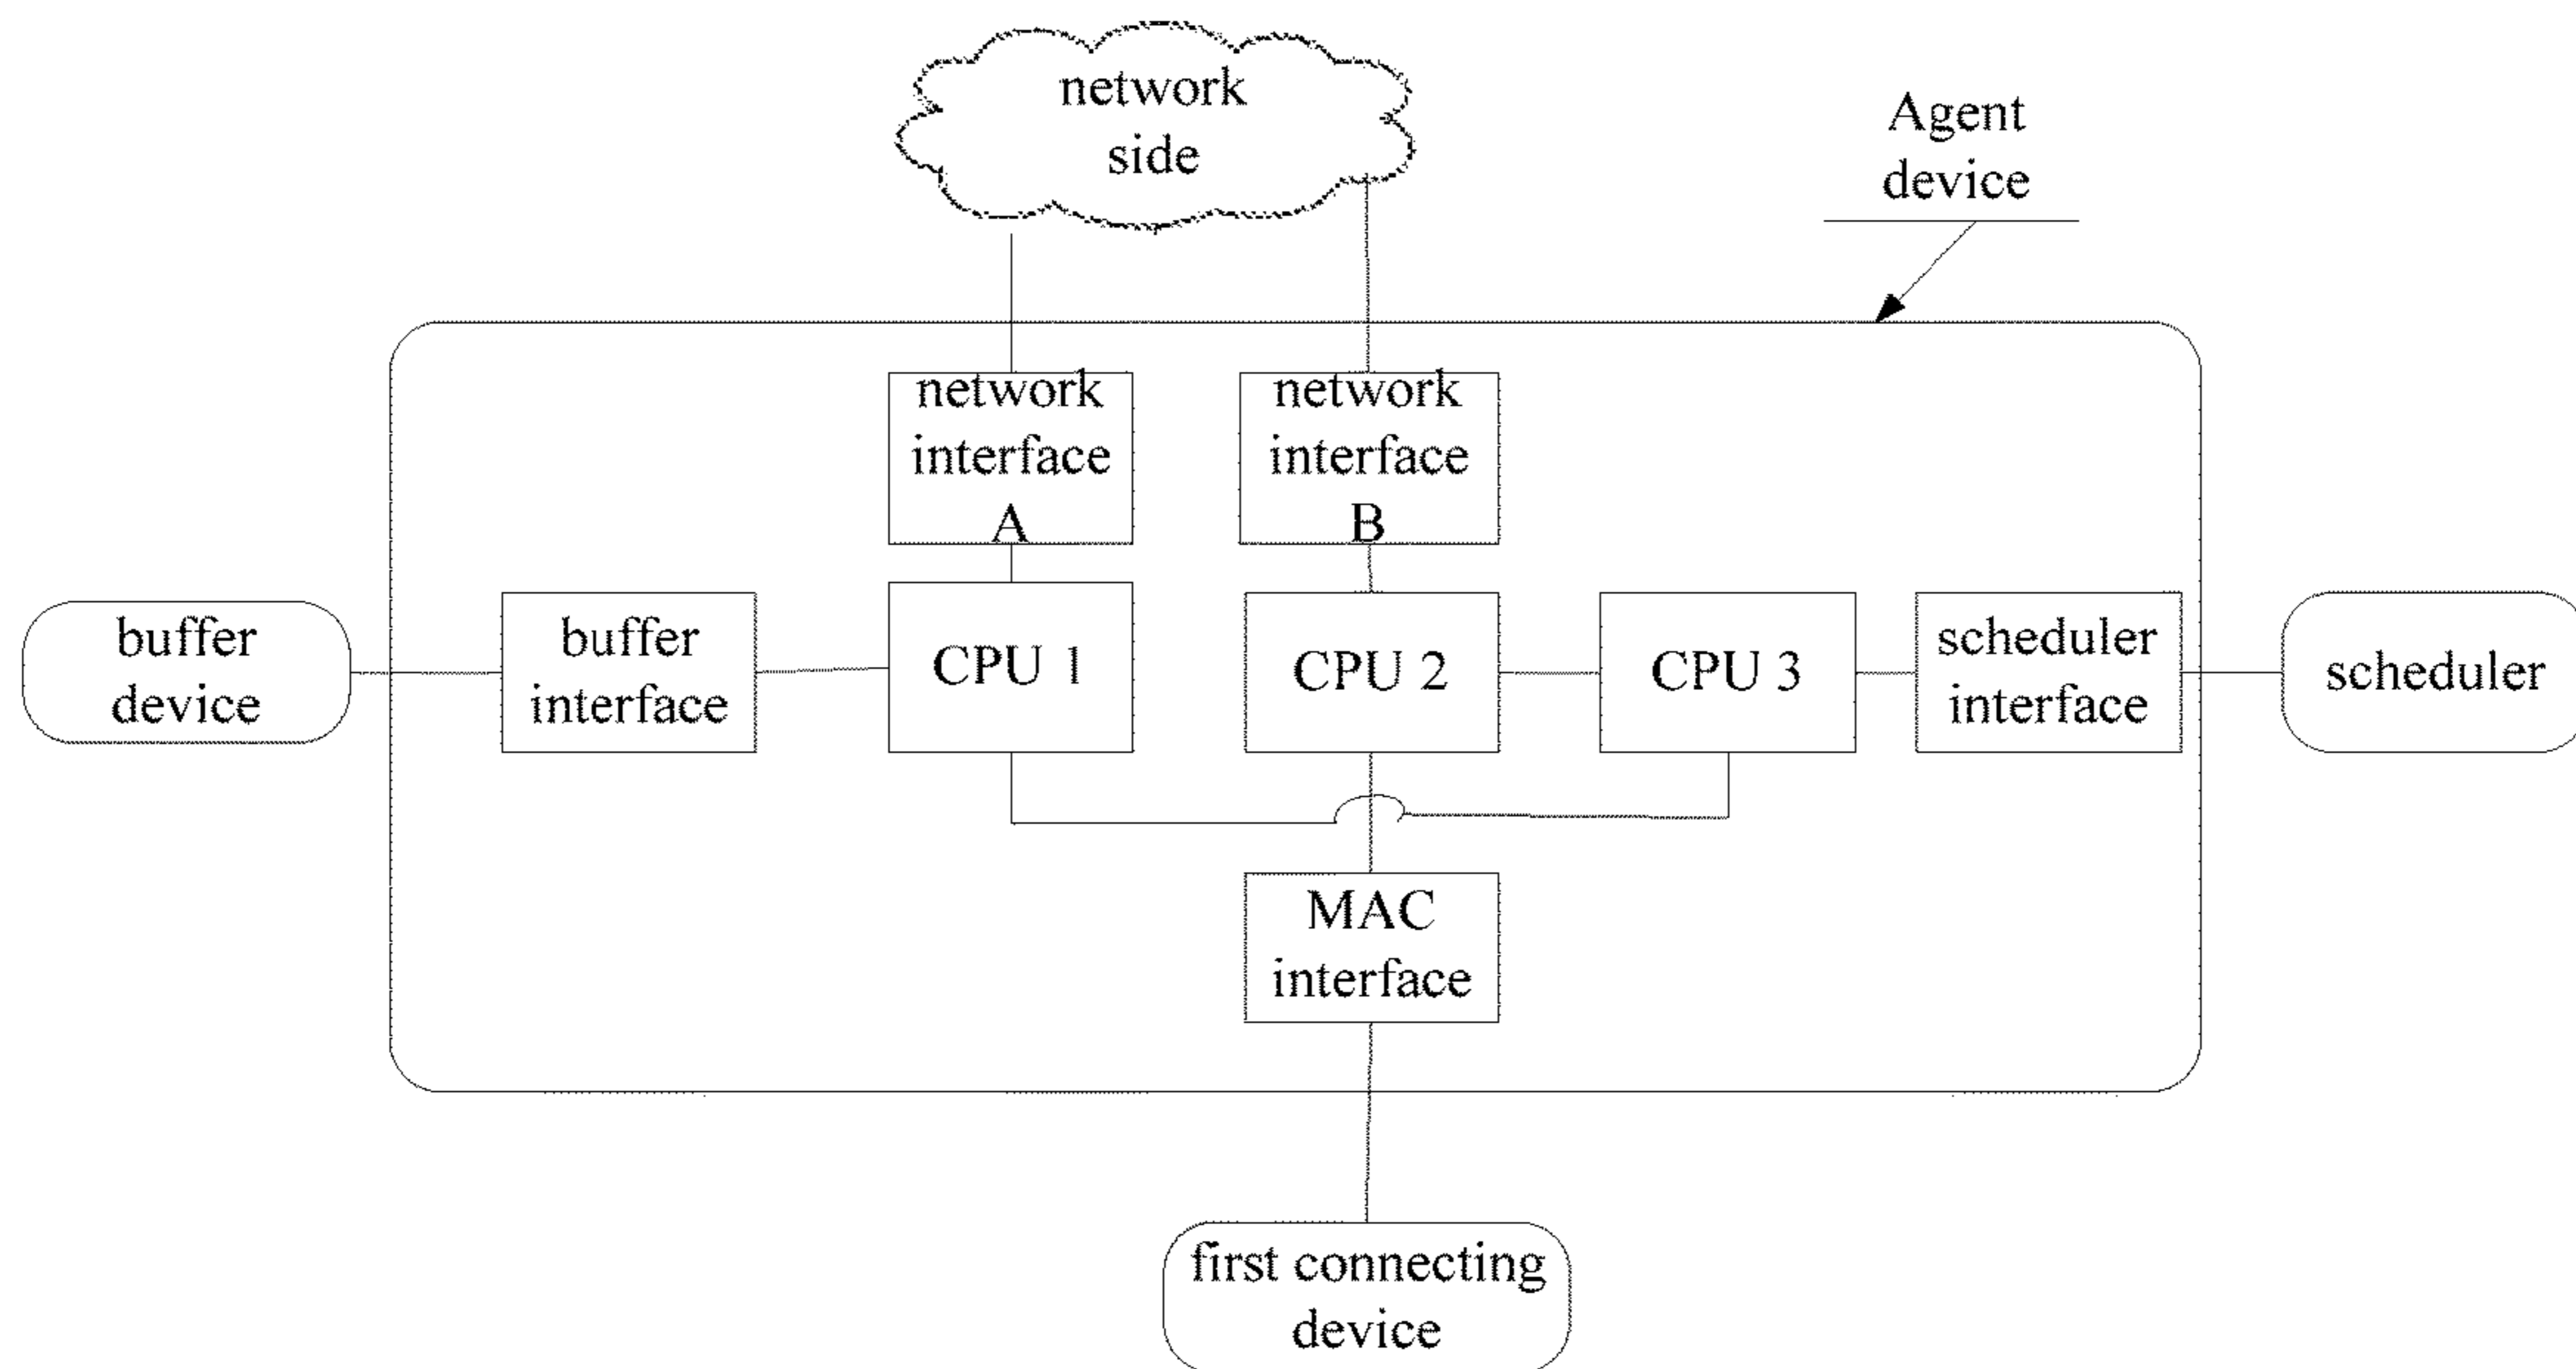 network
side
Agent
device
network
interface
A
network
interface
B
buffer
device
buffer
interface
CPU 1
CPU 2
CPU 3
scheduler
interface
scheduler
MAC
interface
first connecting
device